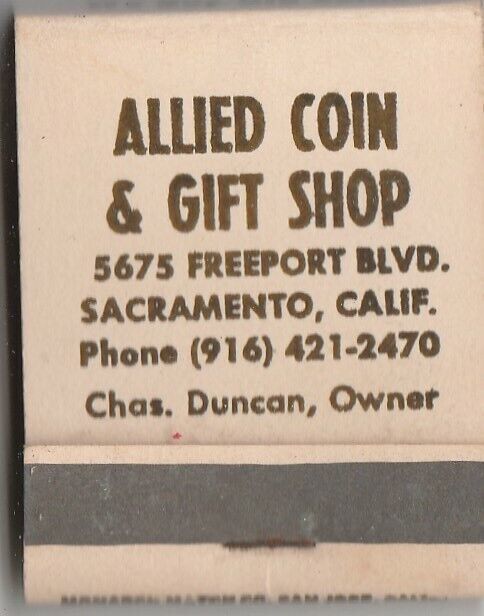 ALLIED COIN
& GIFT SHOP
5675 FREEPORT BLVD.
SACRAMENTO, CALIF.
Phone (916) 421-2470
Chas. Duncan, Owner